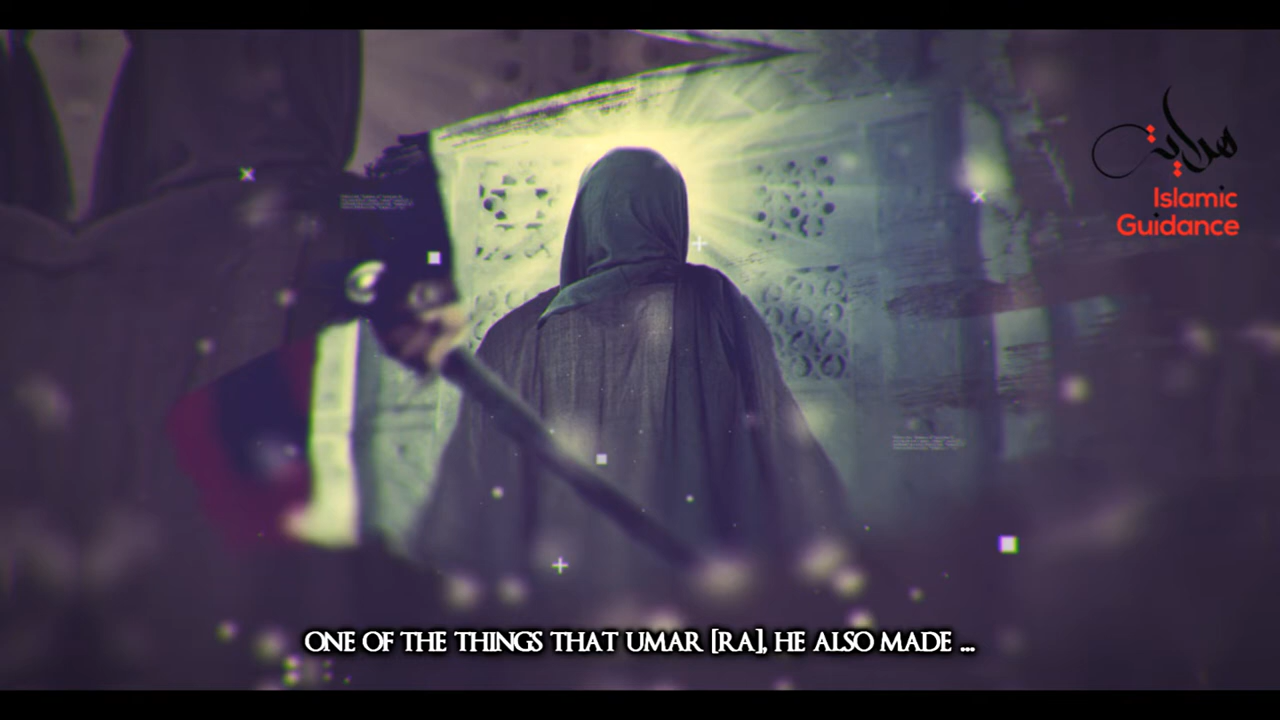 هداية
Islamic
Guidance
ONE OF THE THINGS THAT UMAR [RA], HE ALSO MADE ...